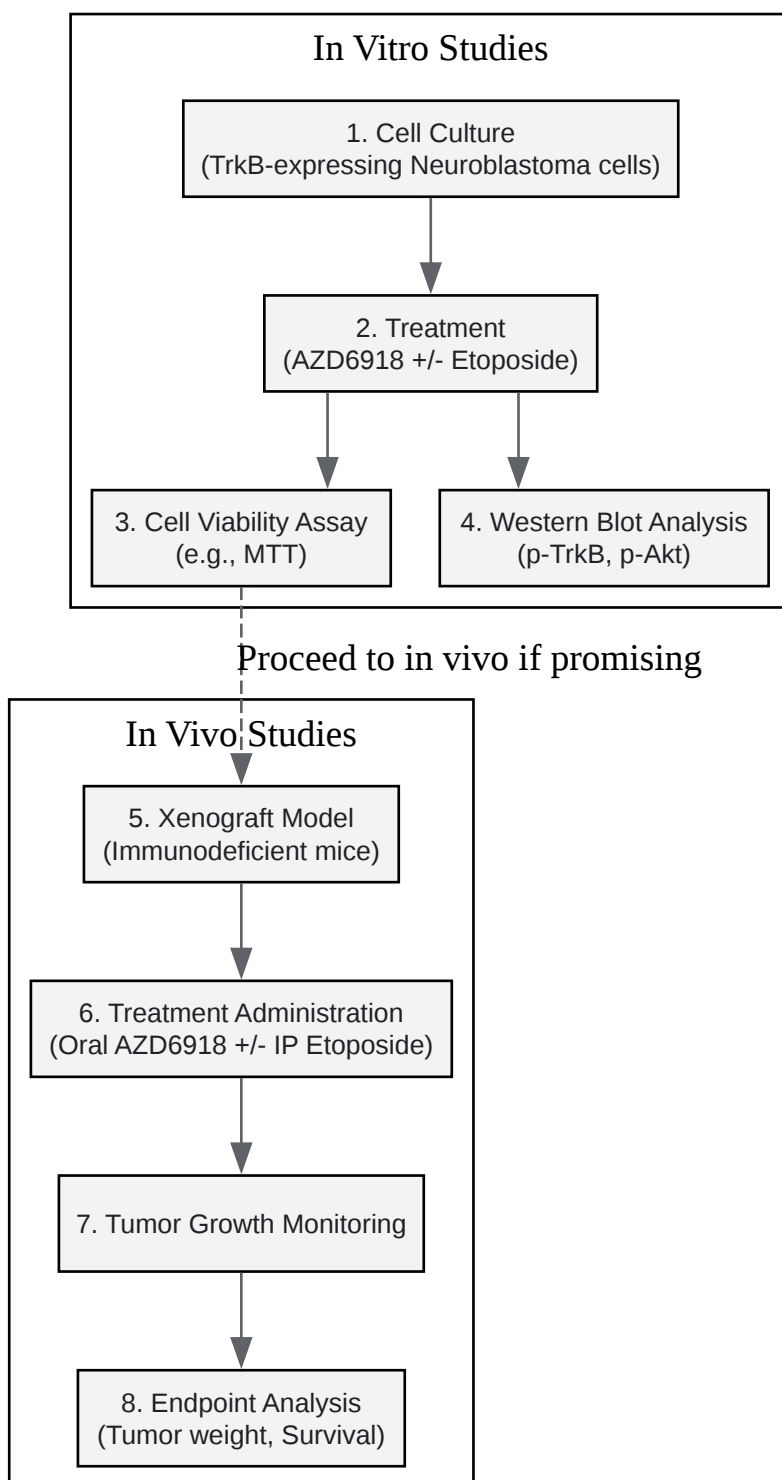 In Vitro Studies
1. Cell Culture
(TrkB-expressing Neuroblastoma cells)
2. Treatment
(AZD6918 +/- Etoposide)
3. Cell Viability Assay
(e.g., MTT)
4. Western Blot Analysis
(p-TrkB, p-Akt)
Proceed to in vivo if promising
In Vivo Studies
5. Xenograft Model
(Immunodeficient mice)
6. Treatment Administration
(Oral AZD6918 +/- IP Etoposide)
7. Tumor Growth Monitoring
8. Endpoint Analysis
(Tumor weight, Survival)